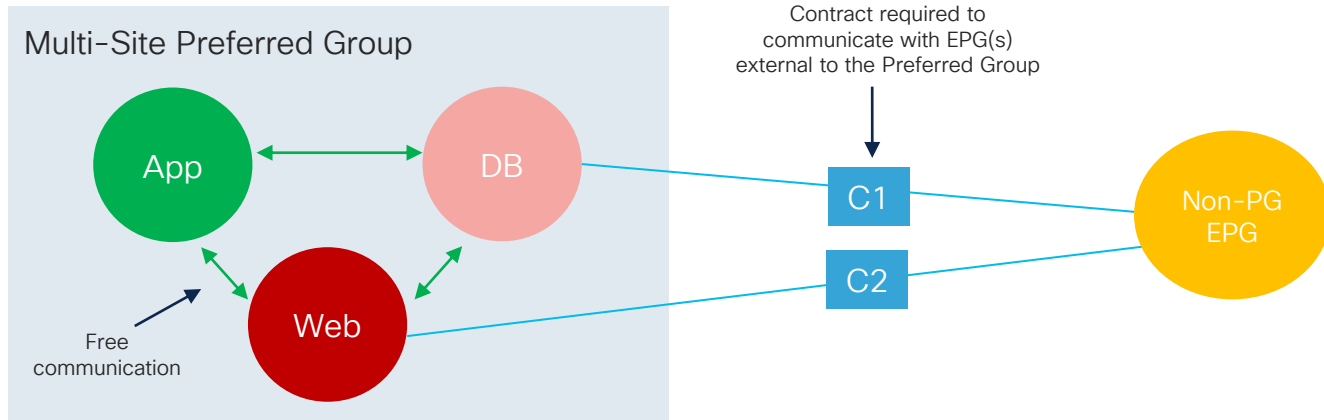 Multi-Site Preferred Group
Contract required to
communicate with EPG(s)
external to the Preferred Group
App
DB
C1
Non-PG
EPG
C2
Web
Free
communication